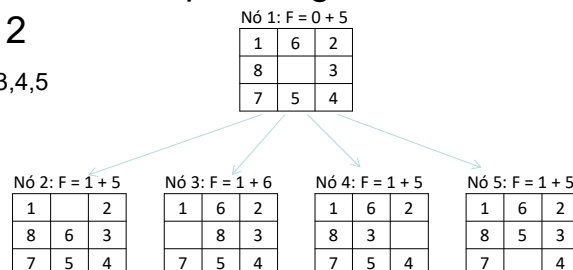 Nó 1: F = 0 + 5
2
1 6 2
8 3
7 5 4
3,4,5
Nó 2: F = 1 + 5 Nó 3: F = 1 + 6 Nó 4: F = 1 + 5 Nó 5: F = 1 + 5
1 2 1 6 2 1 6 2 1 6 2
8 6 3 8 3 8 3 8 5 3
7 5 4 7 5 4 7 5 4 7 4